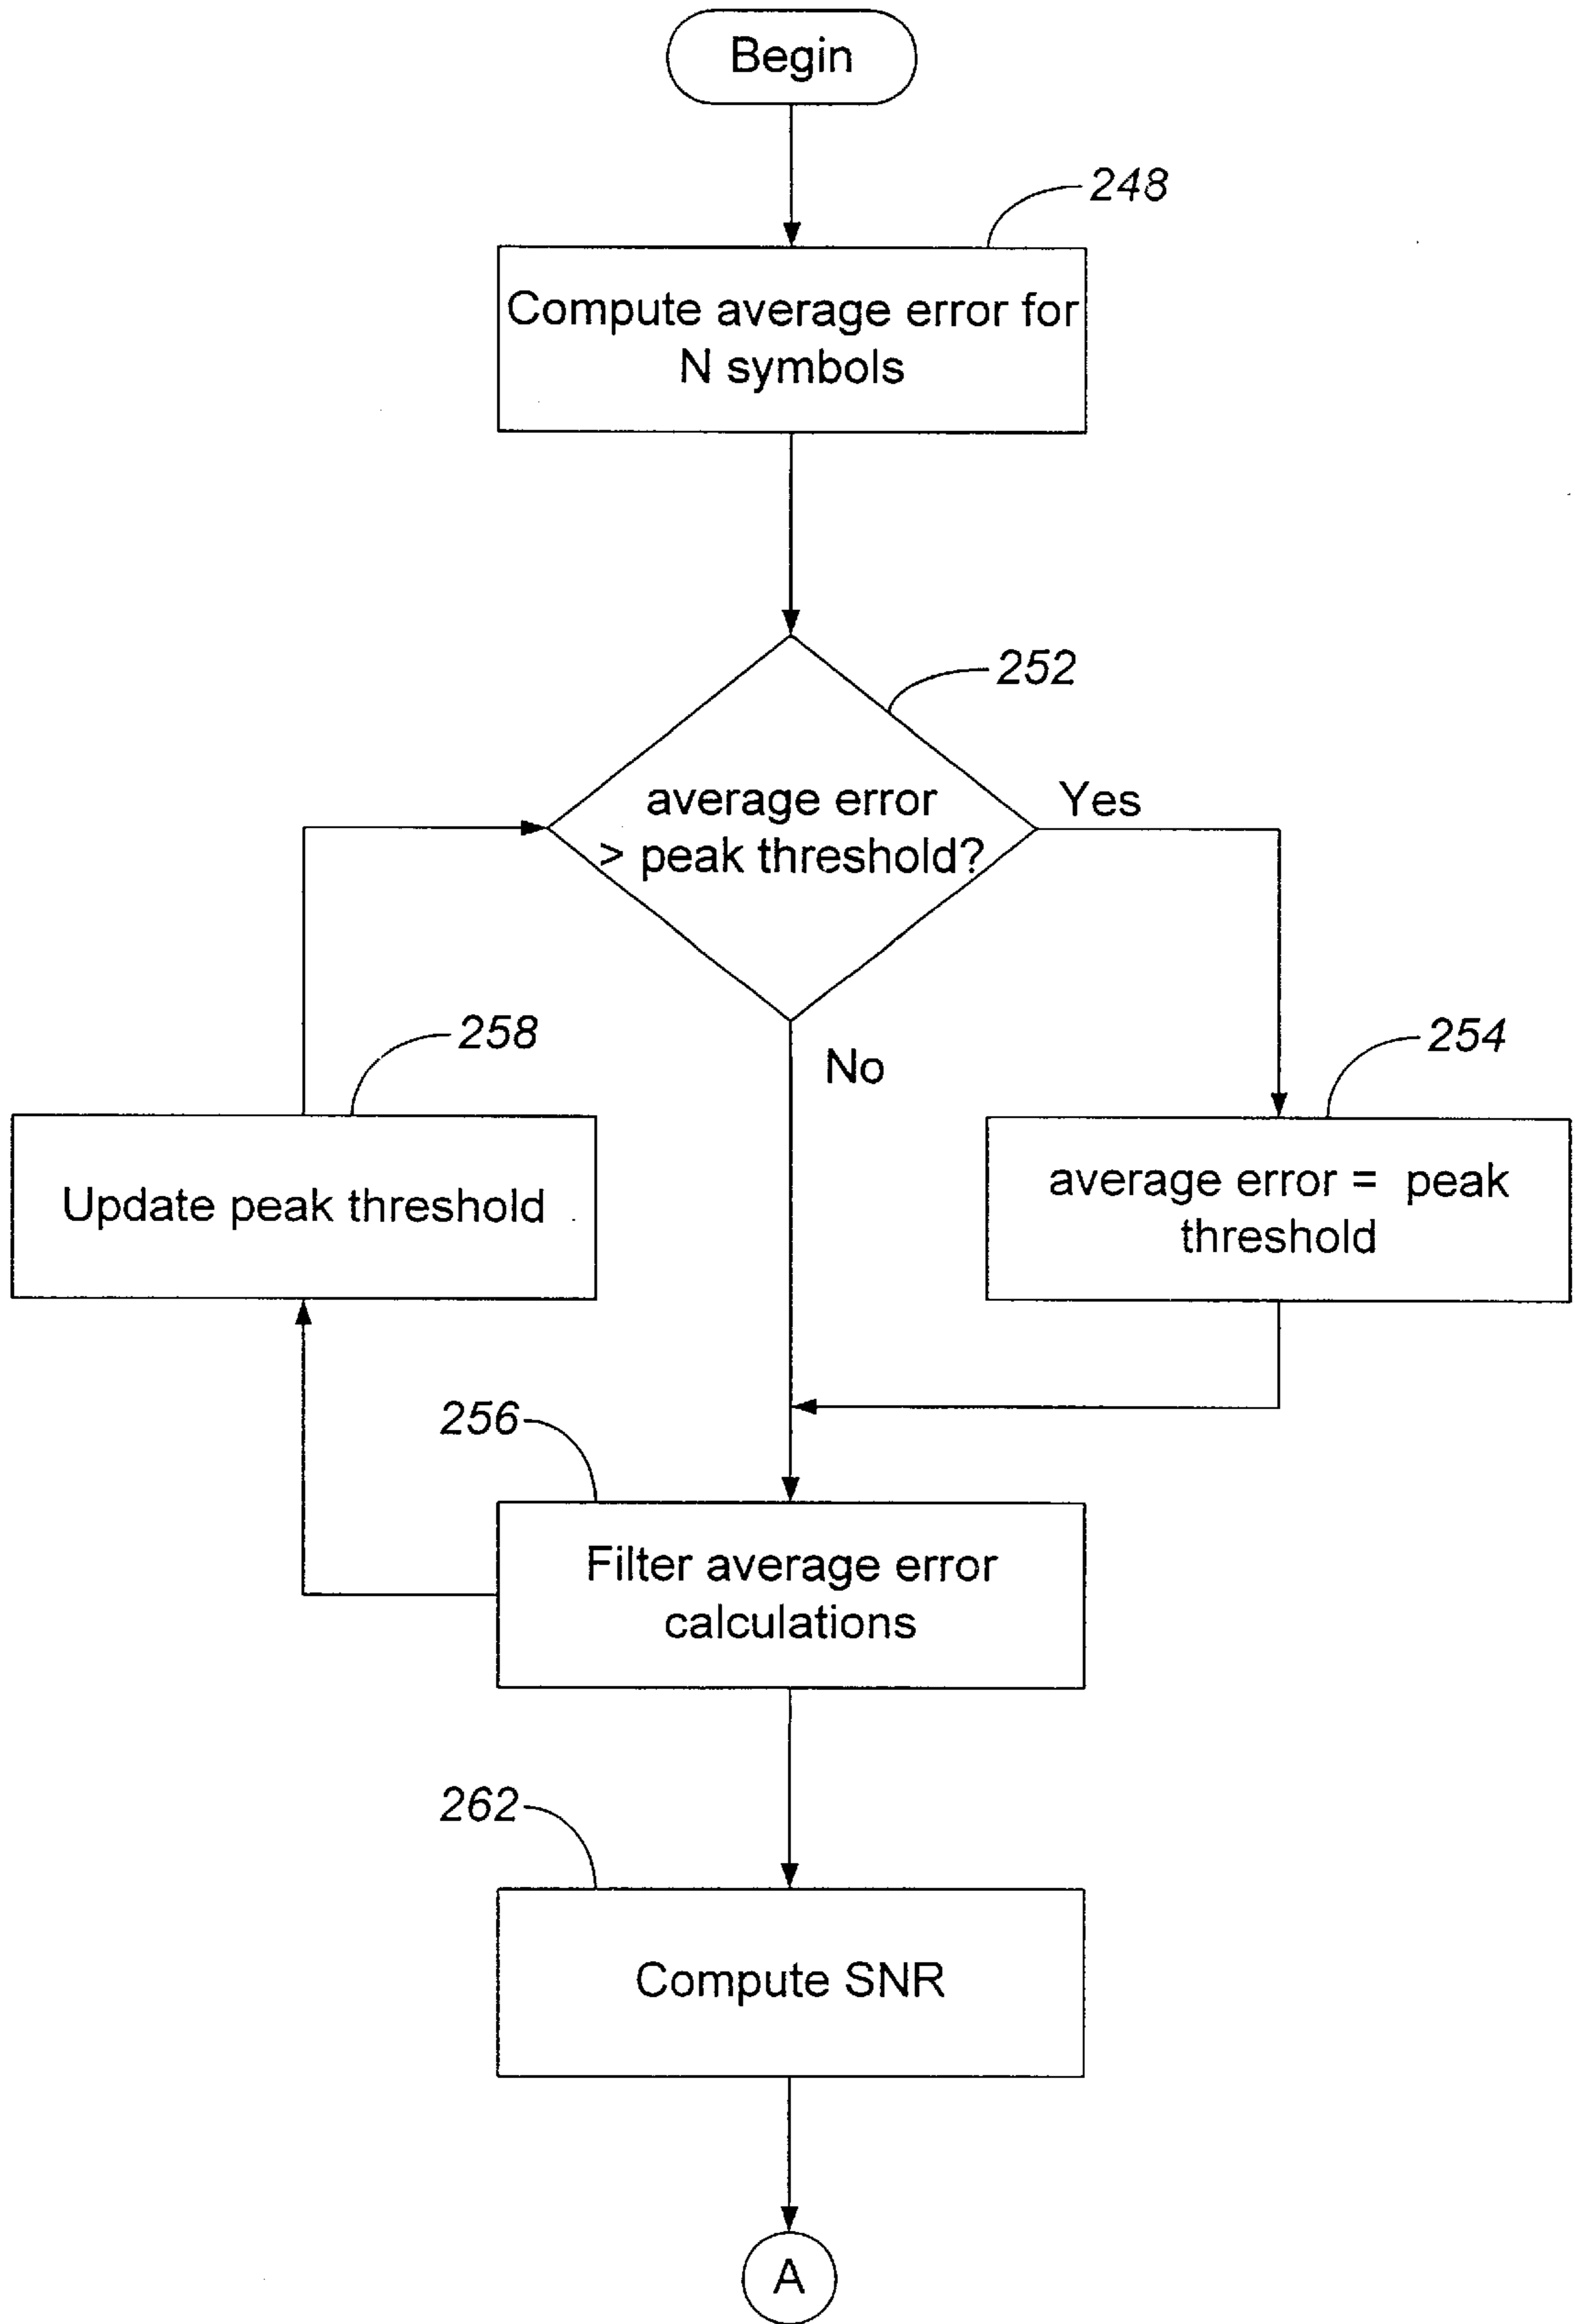 Begin
248
Compute average error for
N symbols
252
average error
> peak threshold?
Yes
No
258
Update peak threshold
254
average error = peak
threshold
256
Filter average error
calculations
262
Compute SNR
A